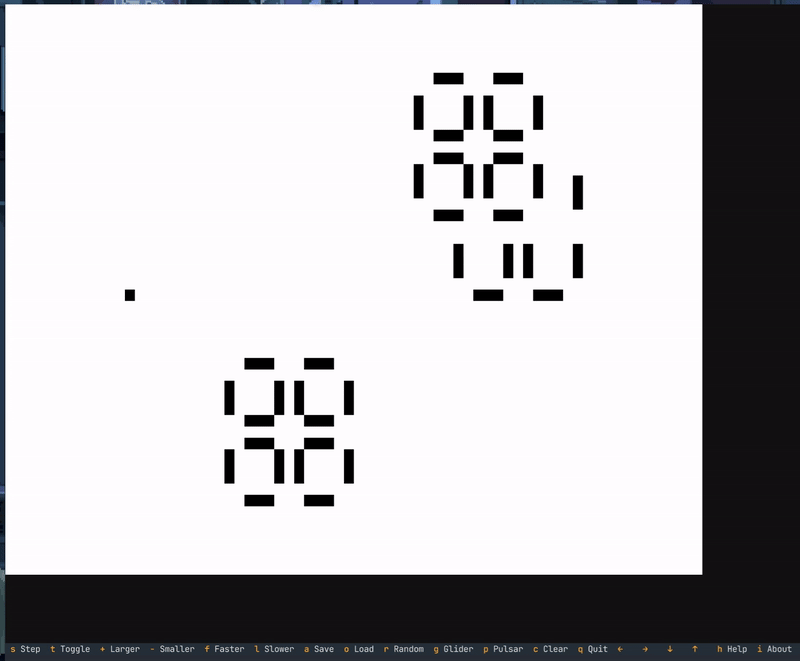 s Step t Toggle + Larger - Smaller f Faster l Slower a Save o Load r Random g Glider p Pulsar c Clear q Quit ← → ↓ ↑ h Help i About